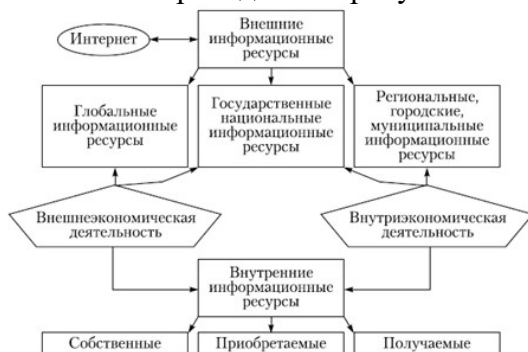 Внешние
информационные
ресурсы
Интернет
Глобальные
информационные
ресурсы
Государственные
национальные
информационные
ресурсы
Региональные,
городские,
муниципальные
информационные
ресурсы
Внешнеэкономическая
деятельность
Внутриэкономическая
деятельность
Внутренние
информационные
ресурсы
Собственные
Приобретаемые
Получаемые